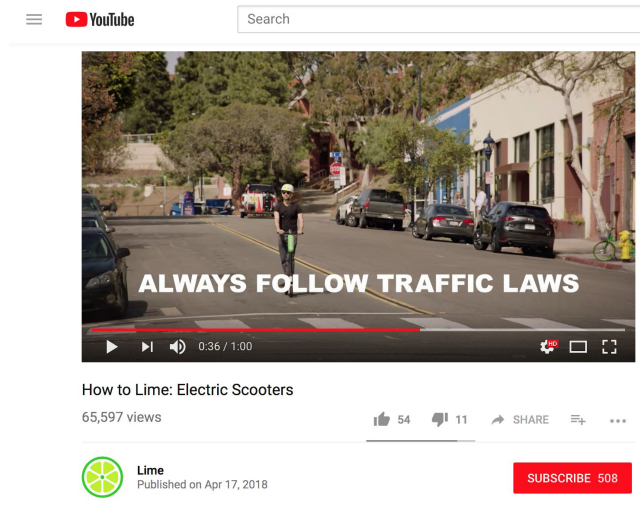 YouTube
Search
ALWAYS FOLLOW TRAFFIC LAWS
0:36 / 1:00
HD
How to Lime: Electric Scooters
65,597 views
54 11 SHARE
Lime
Published on Apr 17, 2018
SUBSCRIBE 508